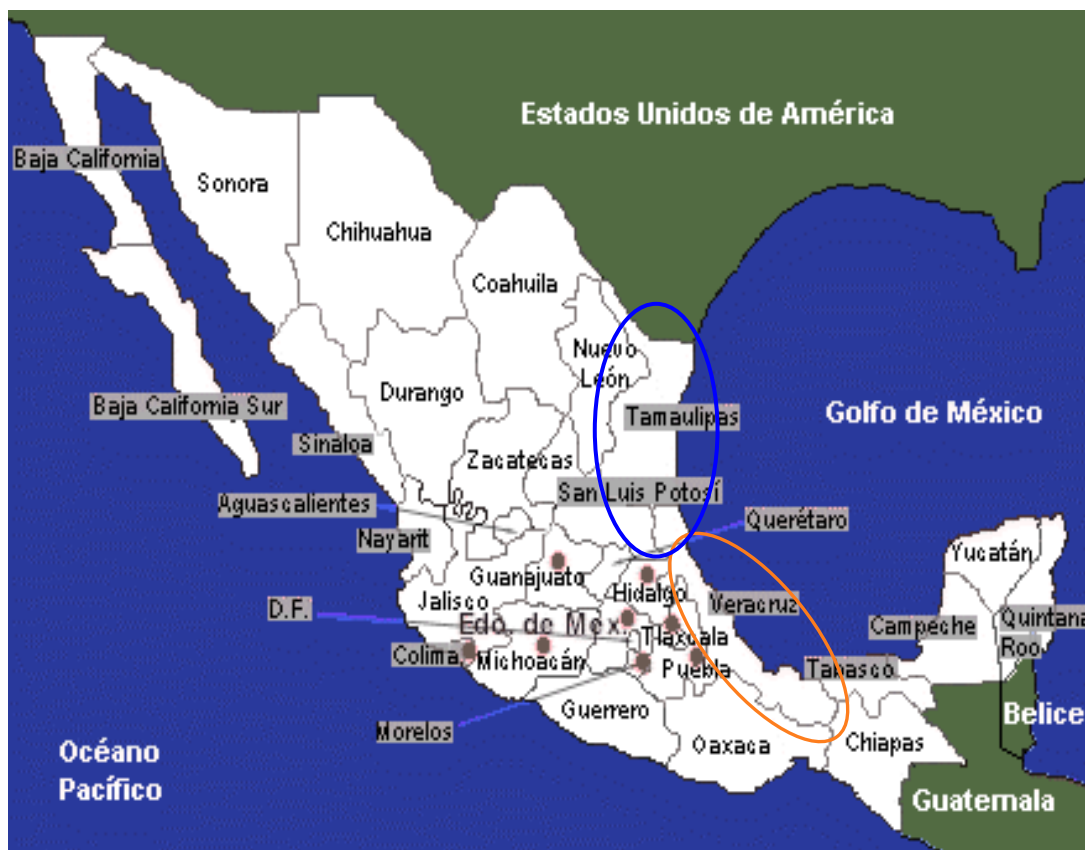 Estados Unidos de América
Baja California
Sonora
Chihuahua
Coahuila
Nuevo
León
Durango
Baja California Sur
Tamaulipas
Golfo de México
Sinaloa
Zacatecas
San Luis Potosí
Aguascalientes
Querétaro
Nayarit
Yucatán
Guanajuato
Hidalgo
Jalisco
Veracruz
D.F.
Edo. de Méx.
Campeche
Quintana
Roo
Tlaxcala
Colima
Michoacán
Puebla
Tabasco
Guerrero
Belice
Morelos
Oaxaca
Chiapas
Océano
Pacífico
Guatemala